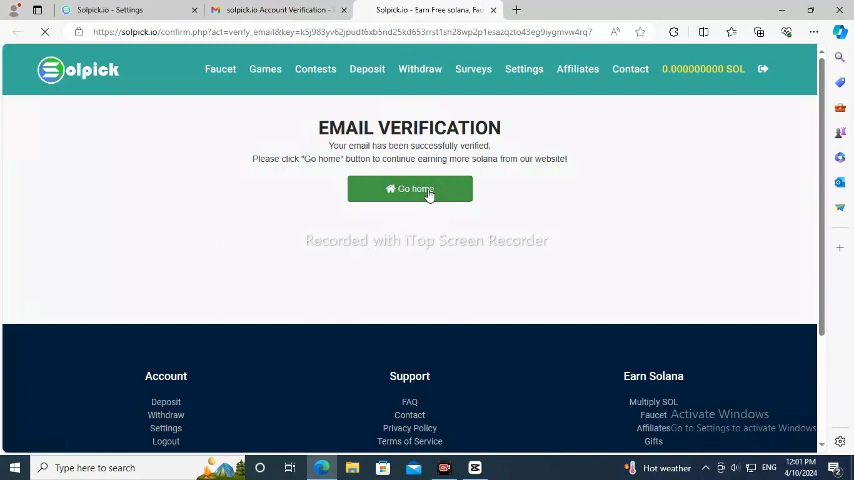 Solpick.io - Settings
solpick.io Account Verification -
Solpick.io - Earn Free solana, Fau
https://solpick.io/confirm.php?act=verify_email&key=k5j983yv62jpudt6xb5nd25kd653rrst1sh28wp2p1esazqzto43eg9iygmvw4rq7
Solpick
Faucet Games Contests Deposit Withdraw Surveys Settings Affiliates Contact 0.000000000 SOL
EMAIL VERIFICATION
Your email has been successfully verified.
Please click "Go home" button to continue earning more solana from our website!
Go home
Recorded with iTop Screen Recorder
Account Support Earn Solana
Deposit FAQ Multiply SOL
Withdraw Contact Faucet
Settings Privacy Policy Affiliates
Logout Terms of Service Gifts
Activate Windows
Go to Settings to activate Windows
Type here to search
Hot weather
ENG
12:01 PM
4/10/2024
2